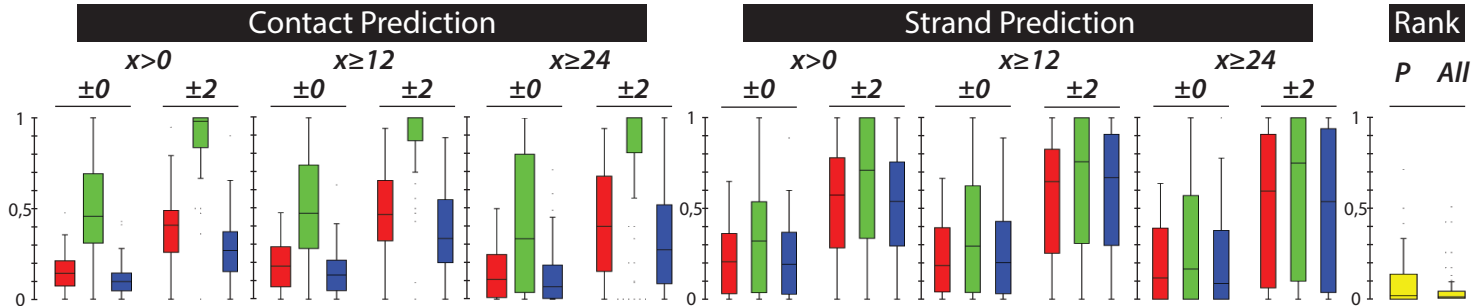 Contact Prediction Strand Prediction Rank
x>0 x≥12 x≥24 x>0 x≥12 x≥24 P All
±0 ±2 ±0 ±2 ±0 ±2 ±0 ±2 ±0 ±2 ±0 ±2
1 1 1
0,5 0,5 0,5
0 0 0